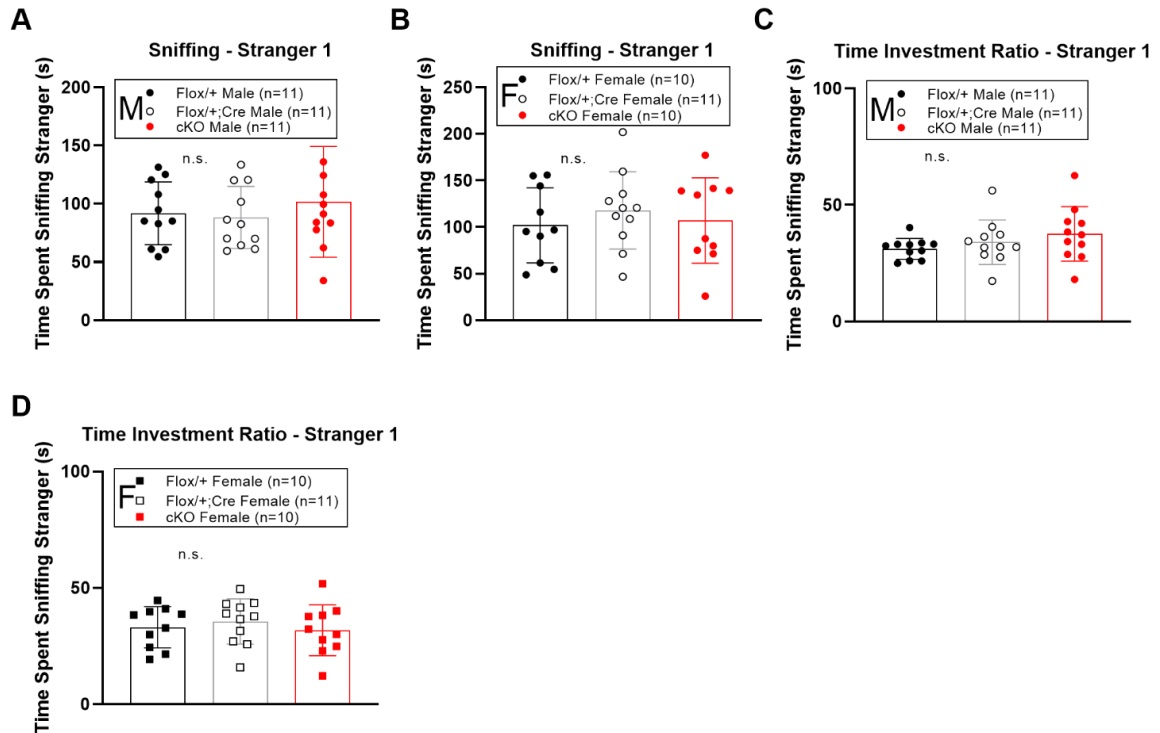 A
Sniffing - Stranger 1
Time Spent Sniffing Stranger (s)
200
150
100
50
0
M
Flox/+ Male (n=11)
Flox/+;Cre Male (n=11)
cKO Male (n=11)
n.s.
B
Sniffing - Stranger 1
Time Spent Sniffing Stranger (s)
250
200
150
100
50
0
F
Flox/+ Female (n=10)
Flox/+;Cre Female (n=11)
cKO Female (n=10)
n.s.
C
Time Investment Ratio - Stranger 1
Time Spent Sniffing Stranger (s)
100
50
0
M
Flox/+ Male (n=11)
Flox/+;Cre Male (n=11)
cKO Male (n=11)
n.s.
D
Time Investment Ratio - Stranger 1
Time Spent Sniffing Stranger (s)
100
50
0
F
Flox/+ Female (n=10)
Flox/+;Cre Female (n=11)
cKO Female (n=10)
n.s.